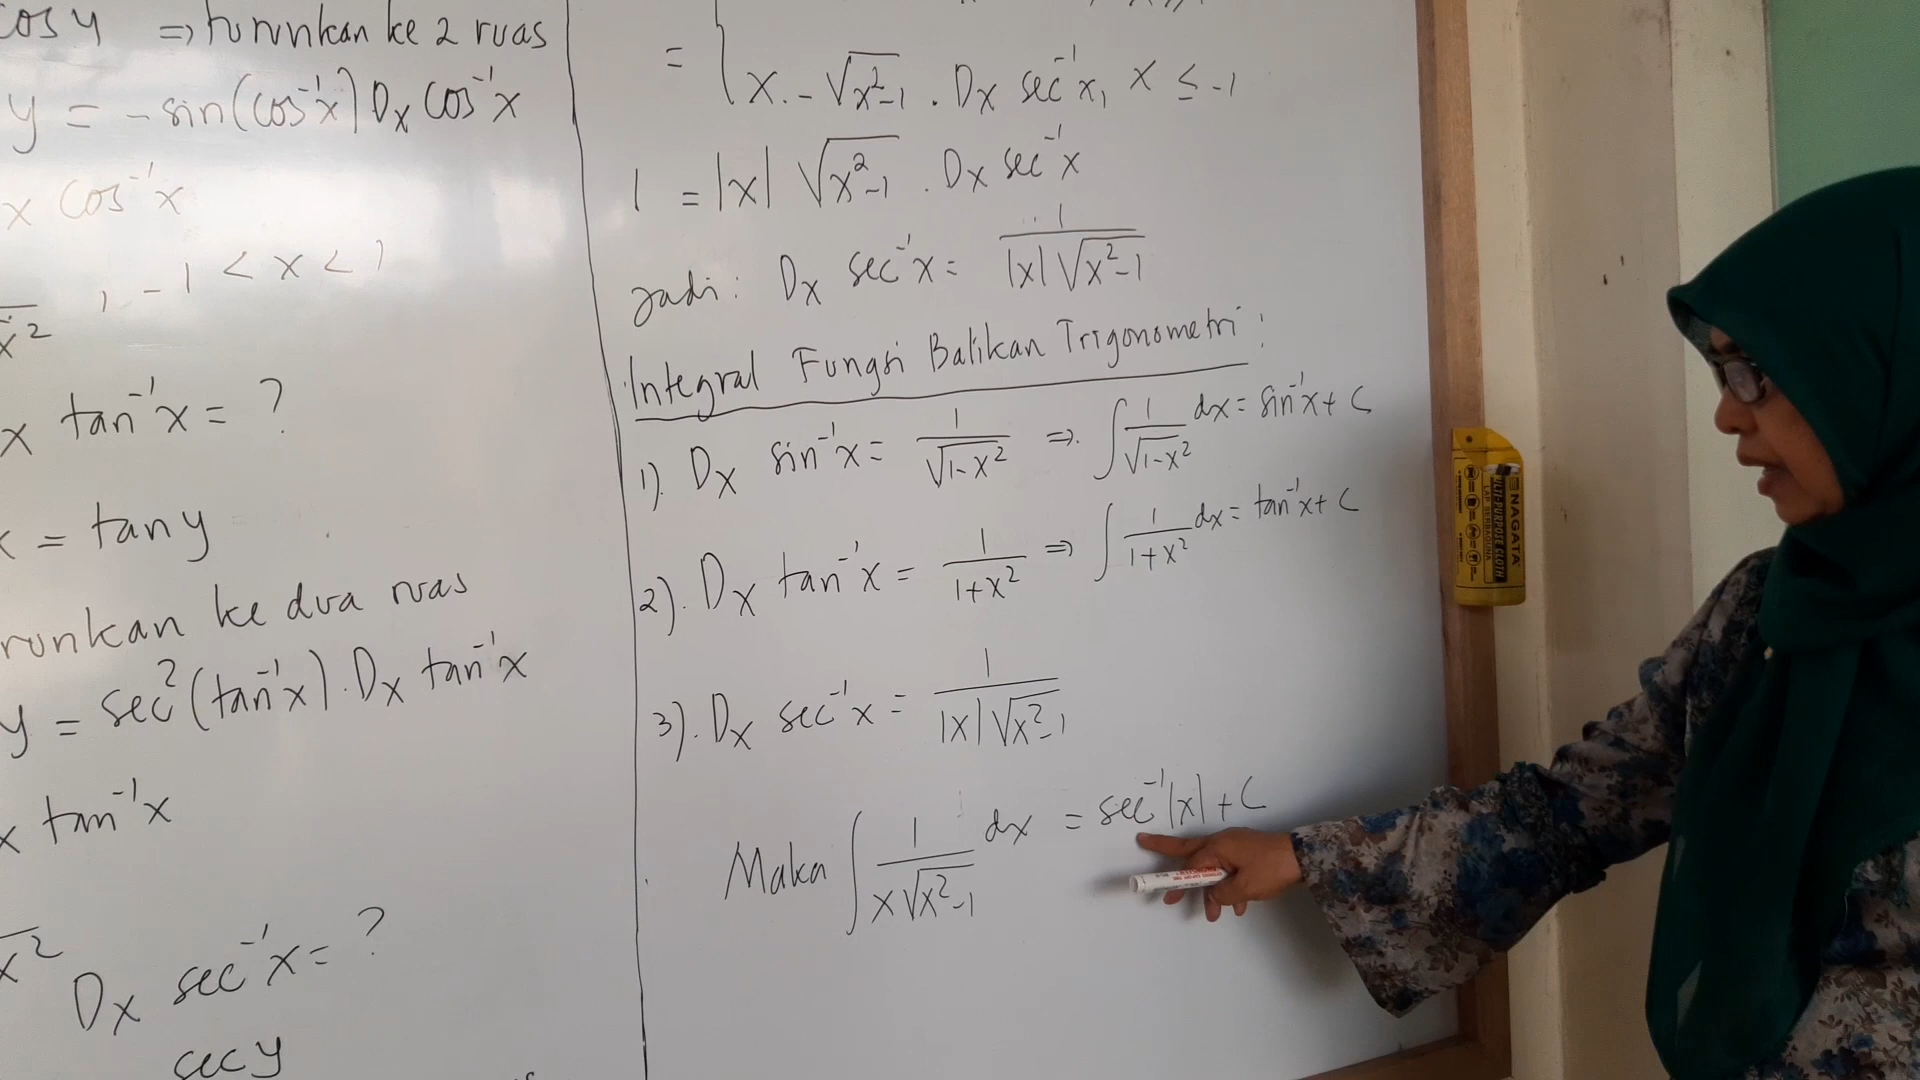 cos y ⇒ turunkan ke 2 ruas
y = -sin(cos⁻¹x) Dx cos⁻¹x
x cos⁻¹x
, -1 < x < 1
x²
x tan⁻¹x = ?
x = tan y
runkan ke dua ruas
y = sec²(tan⁻¹x). Dx tan⁻¹x
x tan⁻¹x
x²
Dx sec⁻¹x = ?
sec y
= { x. -√(x²-1) . Dx sec⁻¹x, x ≤ -1
1 = |x| √(x²-1) . Dx sec⁻¹x
Jadi: Dx sec⁻¹x = 1/(|x|√(x²-1))
Integral Fungsi Balikan Trigonometri:
1). Dx sin⁻¹x = 1/√(1-x²) ⇒ ∫ 1/√(1-x²) dx = sin⁻¹x + C
2). Dx tan⁻¹x = 1/(1+x²) ⇒ ∫ 1/(1+x²) dx = tan⁻¹x + C
3). Dx sec⁻¹x = 1/(|x|√(x²-1))
Maka ∫ 1/(x√(x²-1)) dx = sec⁻¹|x| + C
NAGATA
MULTI-PURPOSE CLOTH
LAP SERBAGUNA